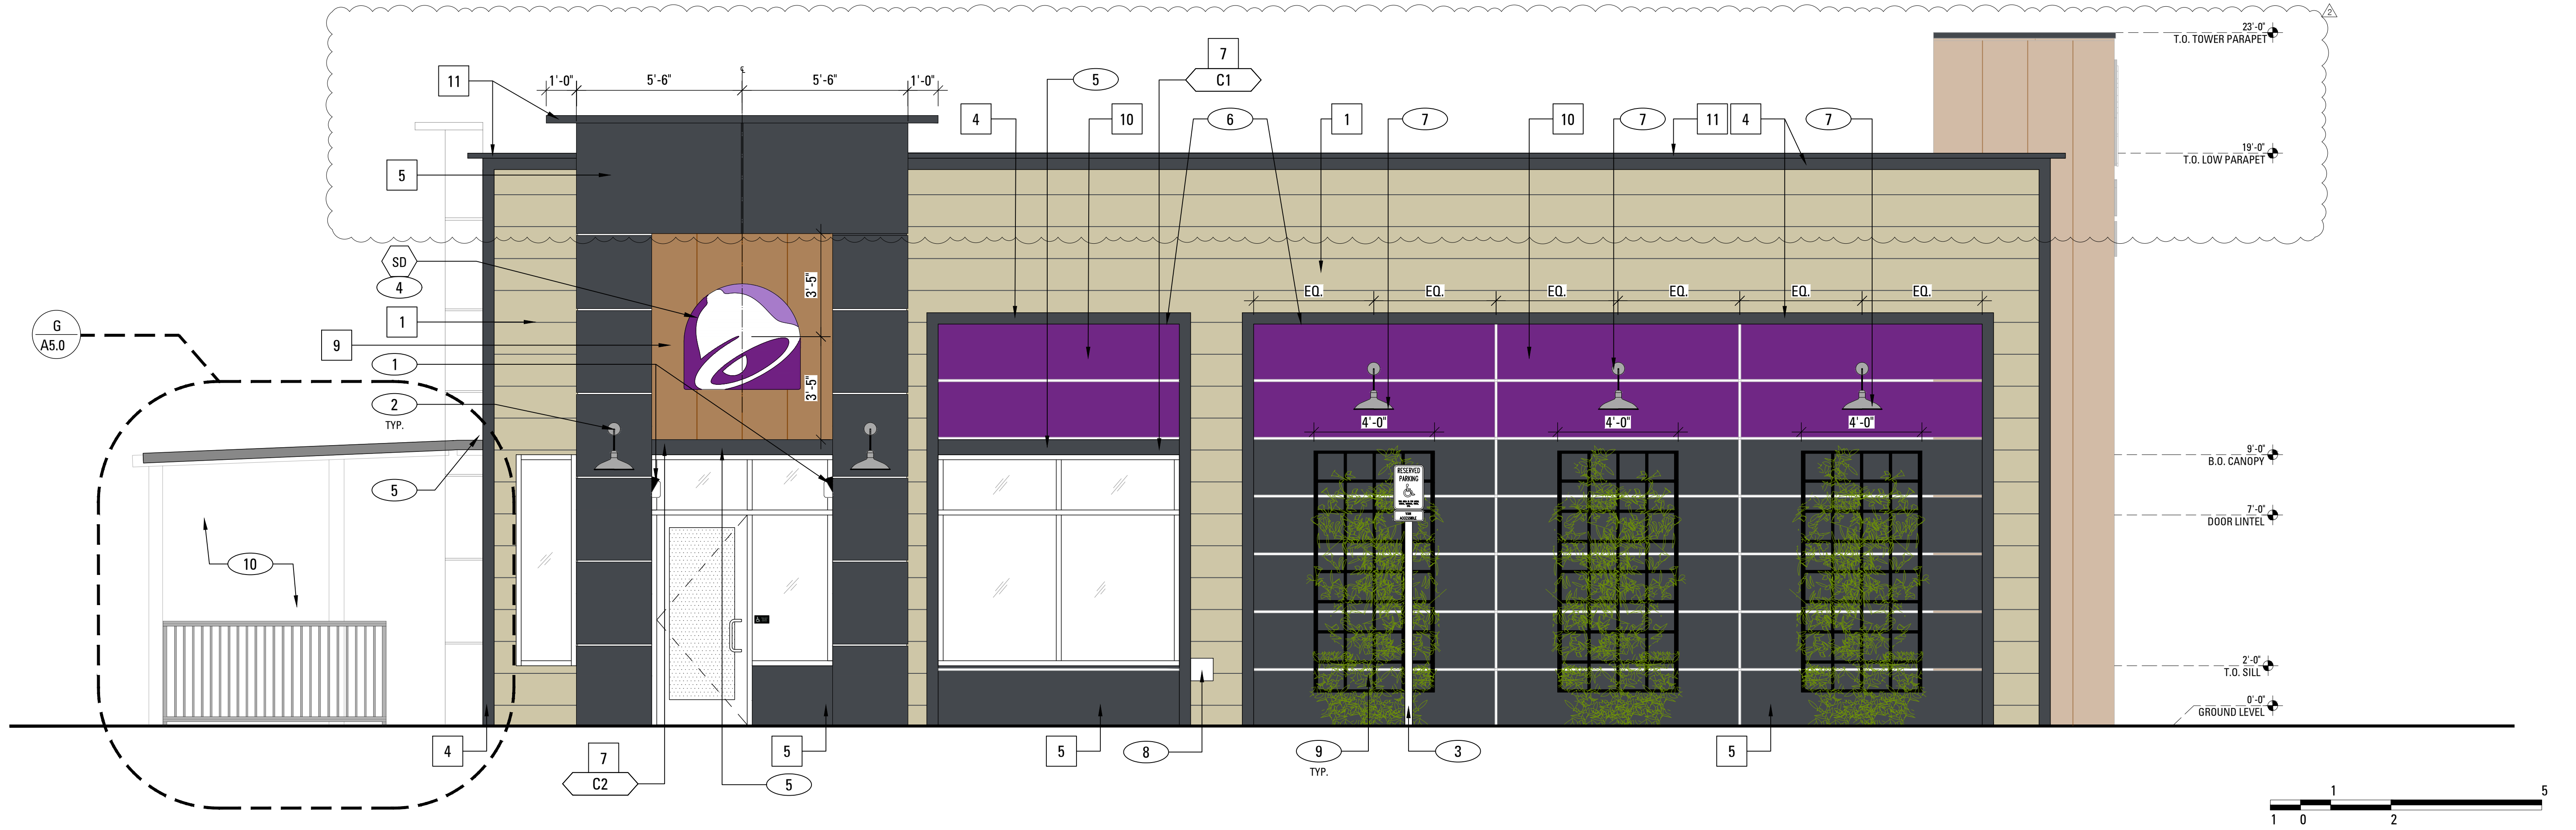 2
23'-0"
T.O. TOWER PARAPET
7
C1
11
1'-0"
5'-6"
5'-6"
1'-0"
5
4
10
6
1
7
10
7
11
4
7
19'-0"
T.O. LOW PARAPET
5
SD
4
3'-5"
EQ.
EQ.
EQ.
EQ.
EQ.
EQ.
G
A5.0
1
9
1
3'-5"
2
TYP.
4'-0"
4'-0"
4'-0"
9'-0"
B.O. CANOPY
RESERVED
PARKING
5
VAN
ACCESSIBLE
7'-0"
DOOR LINTEL
10
2'-0"
T.O. SILL
0'-0"
GROUND LEVEL
4
7
C2
5
5
5
8
9
TYP.
3
5
1
5
1
0
2